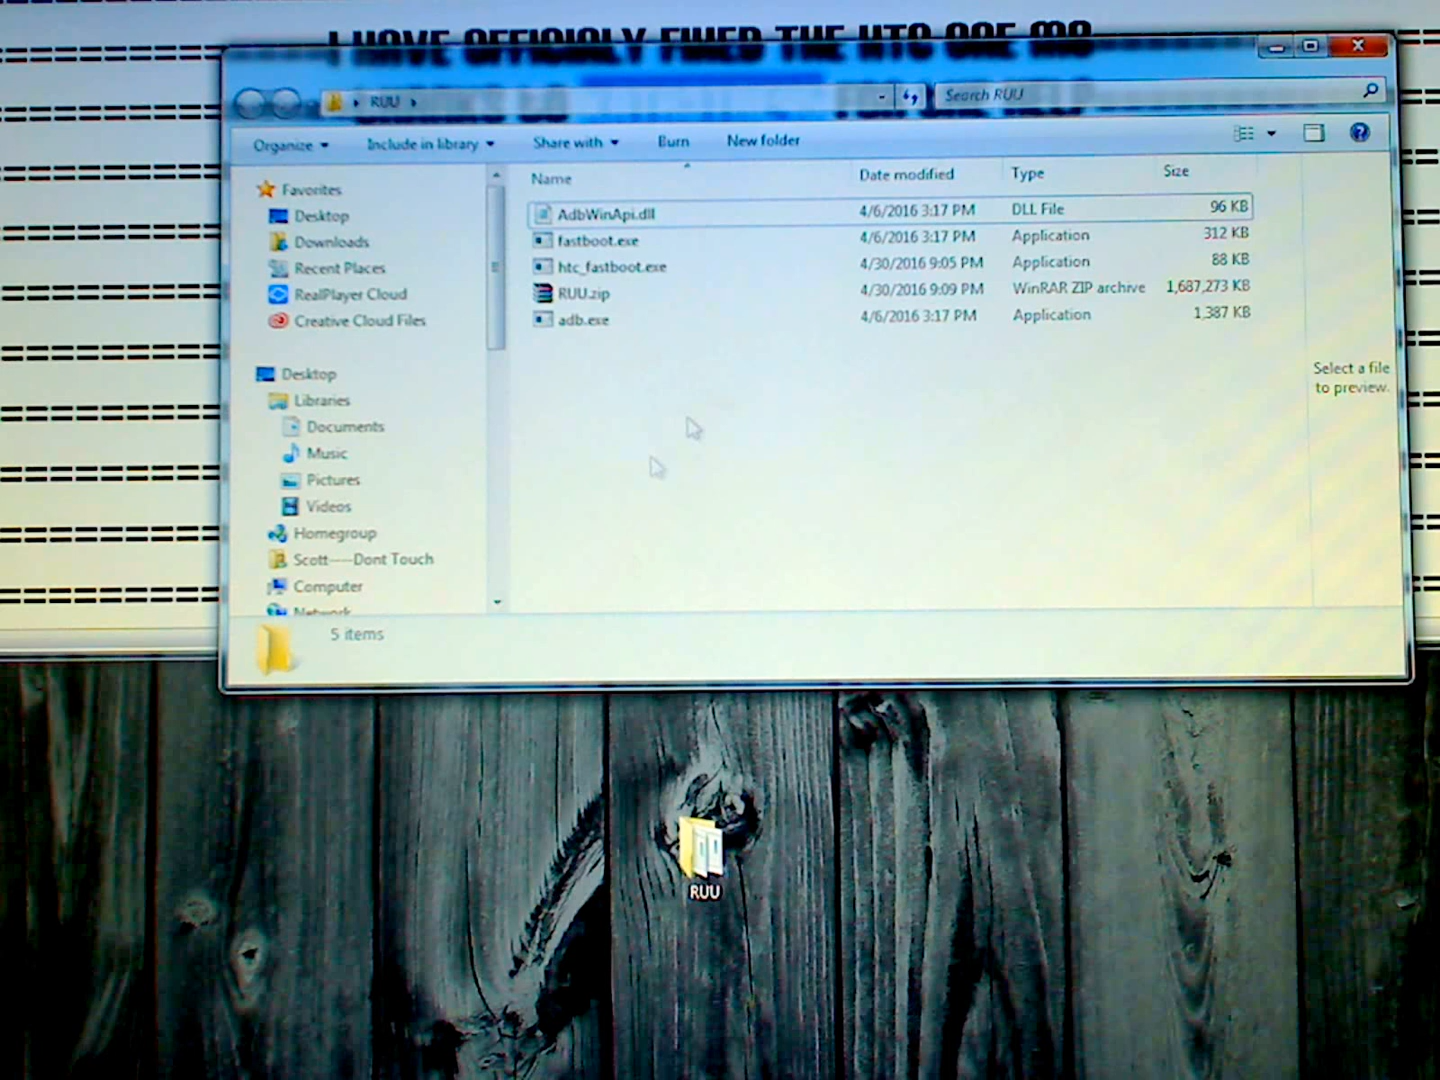 I HAVE OFFICIALY FIXED THE HTC ONE M8
RUU
Search RUU
FOR THE HELP
Organize
Include in library
Share with
Burn
New folder
Name
Date modified
Type
Size
Favorites
Desktop
Downloads
Recent Places
RealPlayer Cloud
Creative Cloud Files
Desktop
Libraries
Documents
Music
Pictures
Videos
Homegroup
Scott-----Dont Touch
Computer
Network
AdbWinApi.dll 4/6/2016 3:17 PM DLL File 96 KB
fastboot.exe 4/6/2016 3:17 PM Application 312 KB
htc_fastboot.exe 4/30/2016 9:05 PM Application 88 KB
RUU.zip 4/30/2016 9:09 PM WinRAR ZIP archive 1,687,273 KB
adb.exe 4/6/2016 3:17 PM Application 1,387 KB
Select a file
to preview.
5 items
RUU